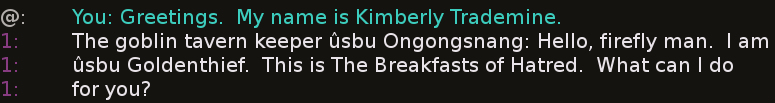 @: You: Greetings. My name is Kimberly Trademine.
1: The goblin tavern keeper ûsbu Ongongsnang: Hello, firefly man. I am
1: ûsbu Goldenthief. This is The Breakfasts of Hatred. What can I do
1: for you?